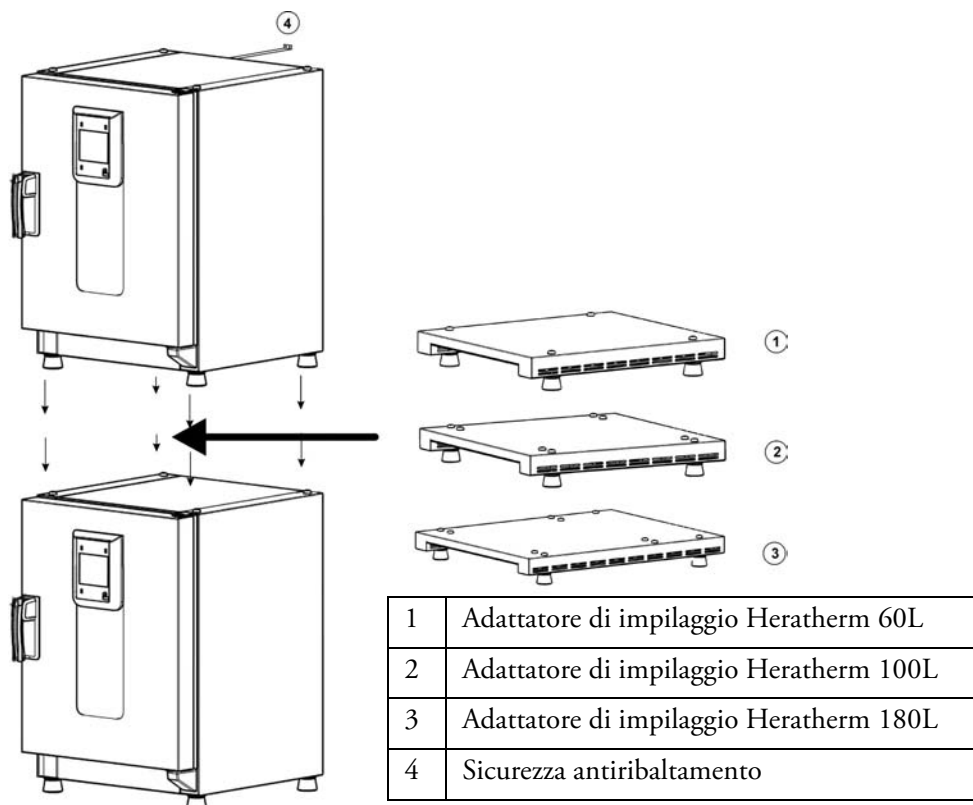 4
1
2
3
1 Adattatore di impilaggio Heratherm 60L
2 Adattatore di impilaggio Heratherm 100L
3 Adattatore di impilaggio Heratherm 180L
4 Sicurezza antiribaltamento